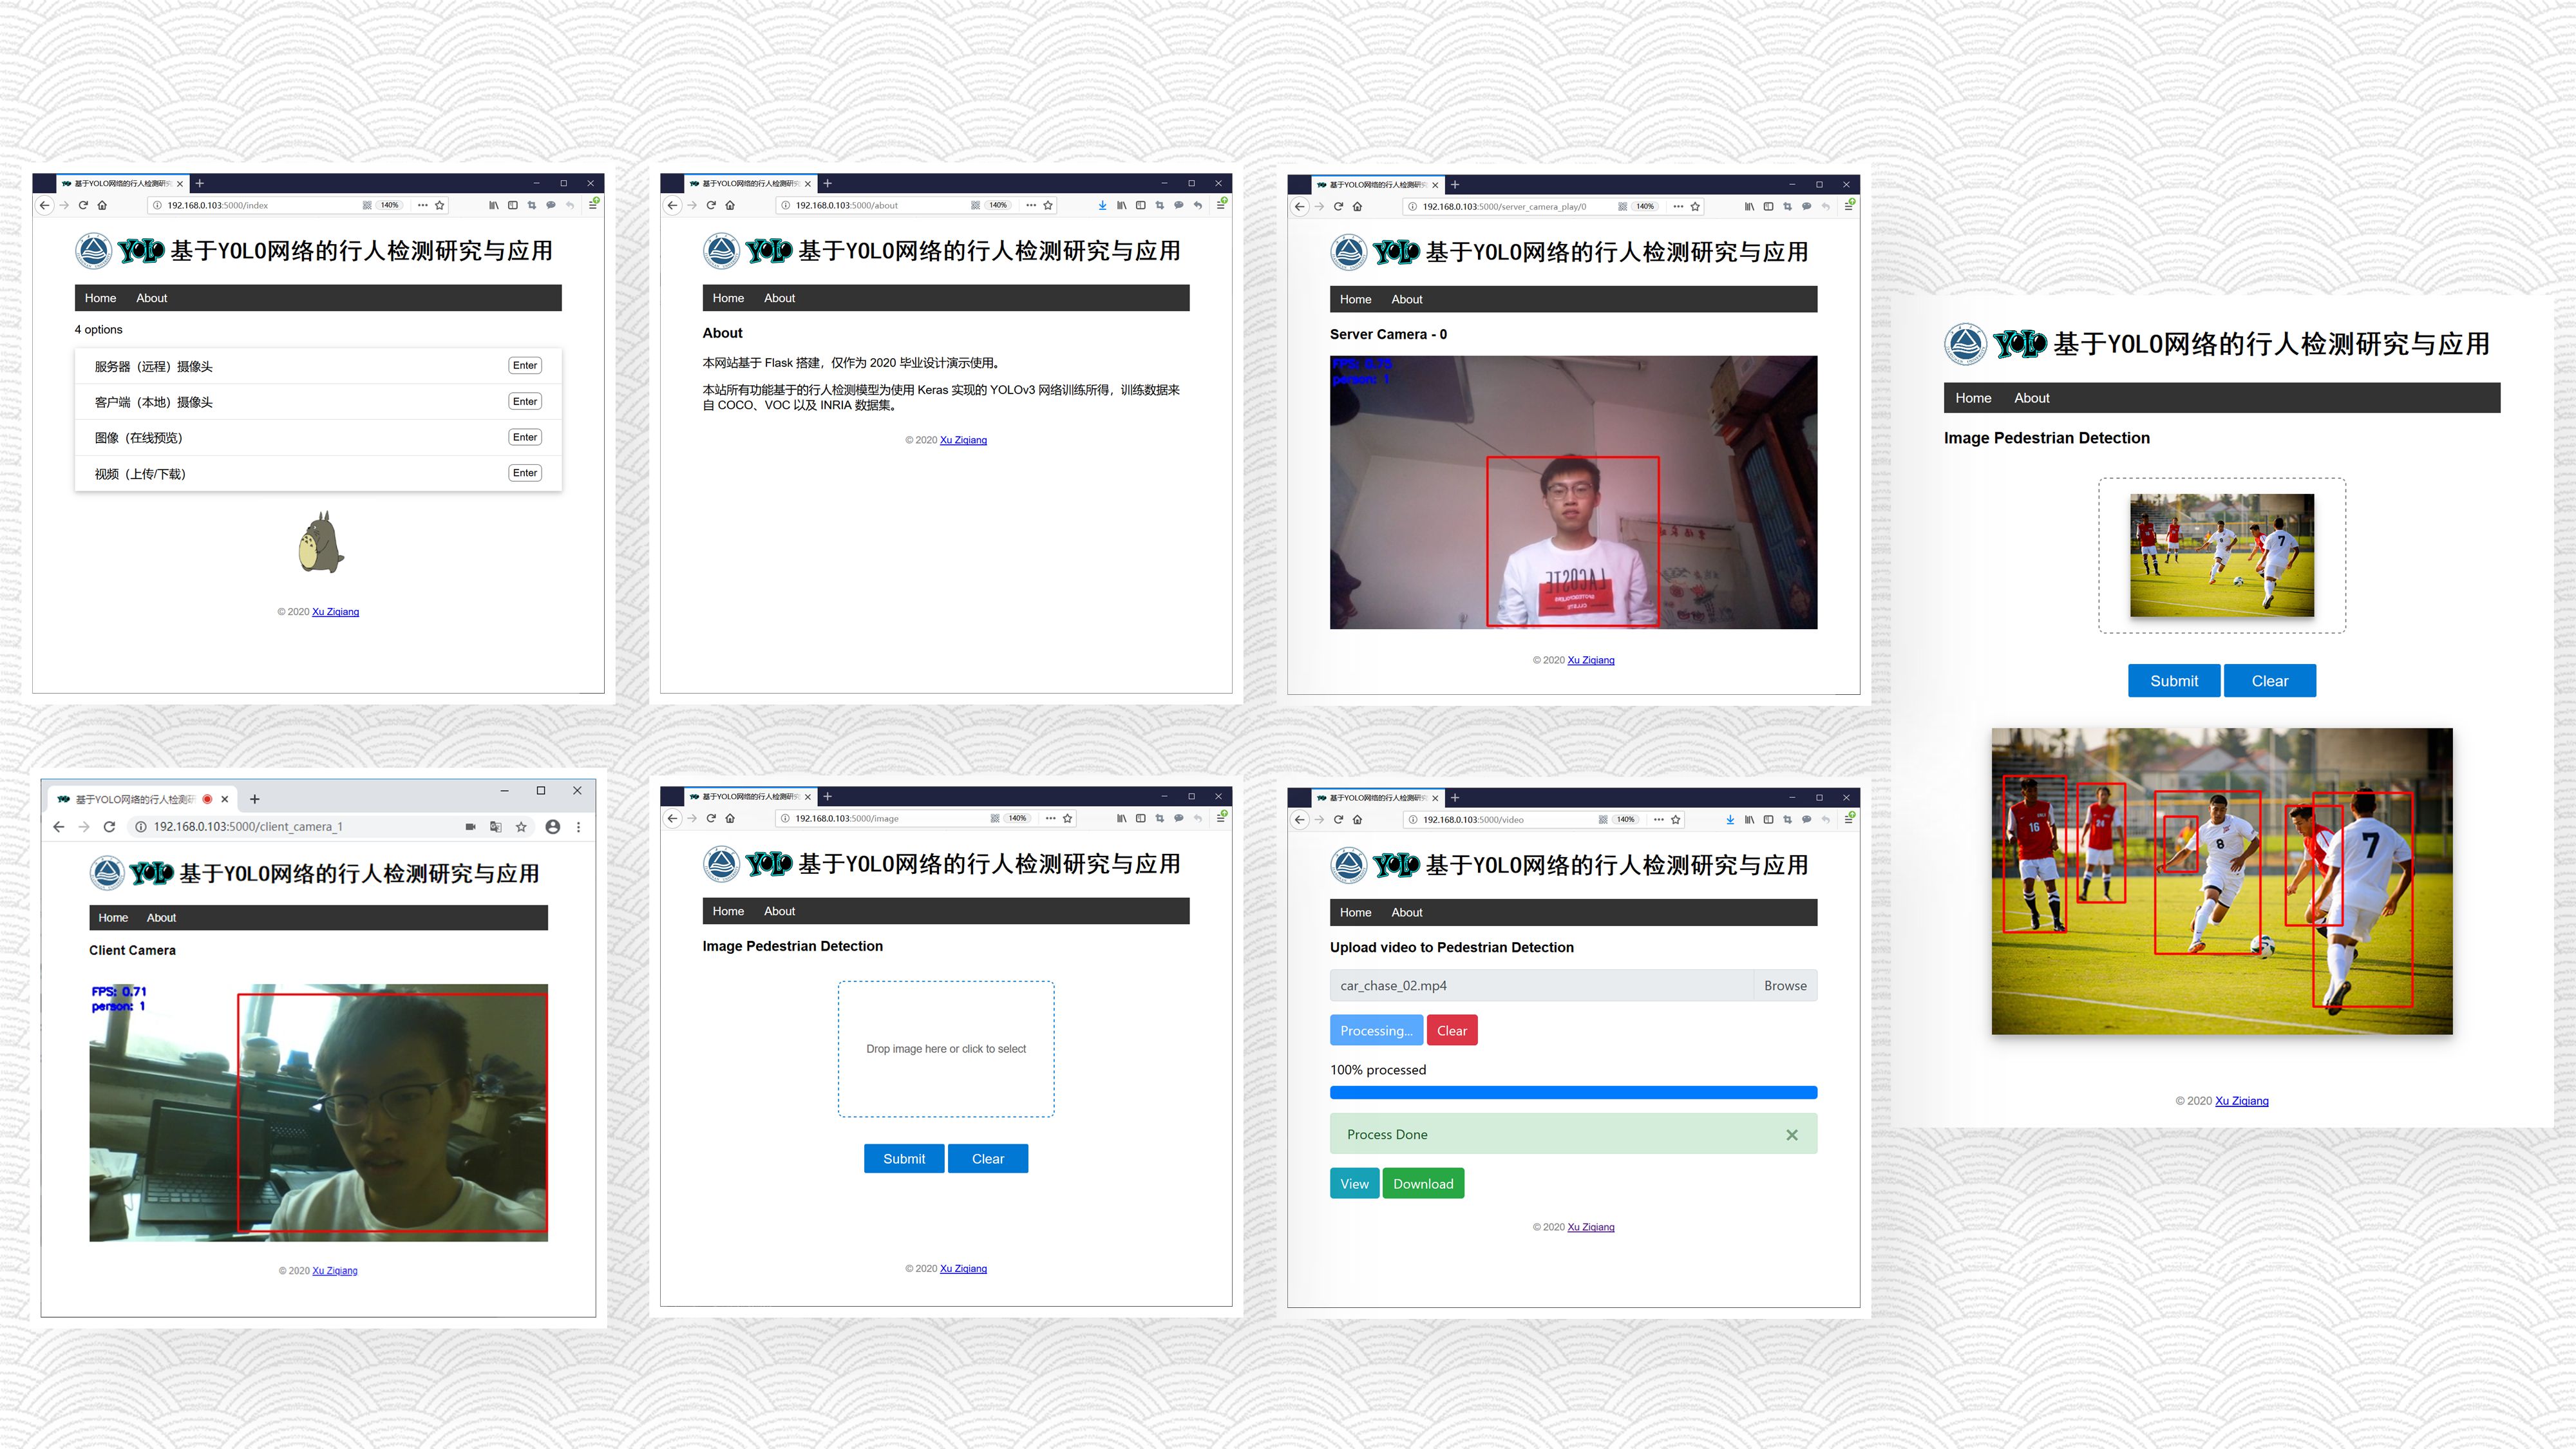 基于YOLO网络的行人检测研究
192.168.0.103:5000/index
140%
YOLO 基于YOLO网络的行人检测研究与应用
Home About
4 options
服务器（远程）摄像头 Enter
客户端（本地）摄像头 Enter
图像（在线预览） Enter
视频（上传/下载） Enter
© 2020 Xu Ziqiang
基于YOLO网络的行人检测研究
192.168.0.103:5000/about
140%
YOLO 基于YOLO网络的行人检测研究与应用
Home About
About
本网站基于 Flask 搭建，仅作为 2020 毕业设计演示使用。
本站所有功能基于的行人检测模型为使用 Keras 实现的 YOLOv3 网络训练所得，训练数据来
自 COCO、VOC 以及 INRIA 数据集。
© 2020 Xu Ziqiang
基于YOLO网络的行人检测研究
192.168.0.103:5000/server_camera_play/0
140%
YOLO 基于YOLO网络的行人检测研究与应用
Home About
Server Camera - 0
FPS: 0.75
person: 1
LACOSTE
© 2020 Xu Ziqiang
YOLO 基于YOLO网络的行人检测研究与应用
Home About
Image Pedestrian Detection
7
Submit Clear
16
24
8
7
© 2020 Xu Ziqiang
基于YOLO网络的行人检测研
192.168.0.103:5000/client_camera_1
YOLO 基于YOLO网络的行人检测研究与应用
Home About
Client Camera
FPS: 0.71
person: 1
© 2020 Xu Ziqiang
基于YOLO网络的行人检测研究
192.168.0.103:5000/image
140%
YOLO 基于YOLO网络的行人检测研究与应用
Home About
Image Pedestrian Detection
Drop image here or click to select
Submit Clear
© 2020 Xu Ziqiang
基于YOLO网络的行人检测研究
192.168.0.103:5000/video
140%
YOLO 基于YOLO网络的行人检测研究与应用
Home About
Upload video to Pedestrian Detection
car_chase_02.mp4 Browse
Processing... Clear
100% processed
Process Done
View Download
© 2020 Xu Ziqiang